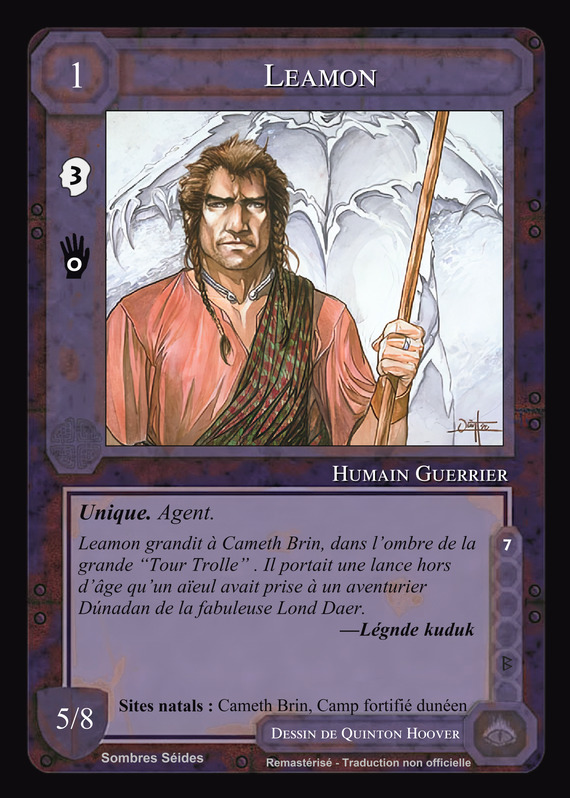 1
LEAMON
3
0
HUMAIN GUERRIER
Unique. Agent.
Leamon grandit à Cameth Brin, dans l'ombre de la
grande “Tour Trolle” . Il portait une lance hors
d'âge qu'un aïeul avait prise à un aventurier
Dúnadan de la fabuleuse Lond Daer.
—Légnde kuduk
7
Sites natals : Cameth Brin, Camp fortifié dunéen
5/8
DESSIN DE QUINTON HOOVER
Sombres Séides
Remastérisé - Traduction non officielle